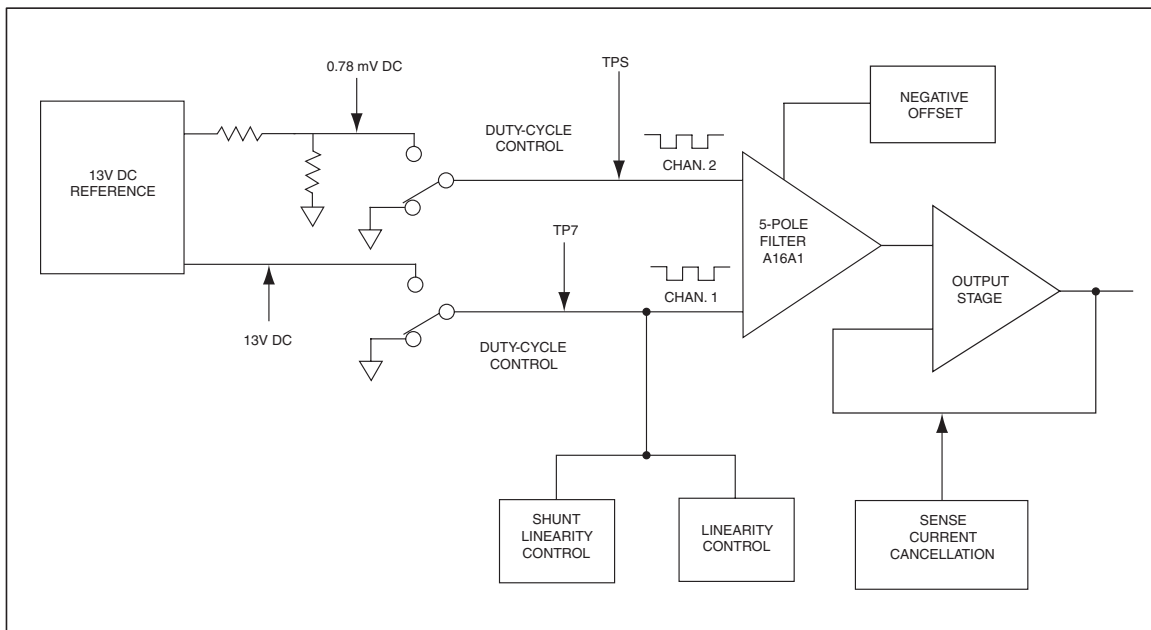 0.78 mV DC
TPS
NEGATIVE
OFFSET
DUTY-CYCLE
CONTROL
CHAN. 2
13V DC
REFERENCE
TP7
5-POLE
FILTER
A16A1
CHAN. 1
OUTPUT
STAGE
13V DC
DUTY-CYCLE
CONTROL
SHUNT
LINEARITY
CONTROL
LINEARITY
CONTROL
SENSE
CURRENT
CANCELLATION